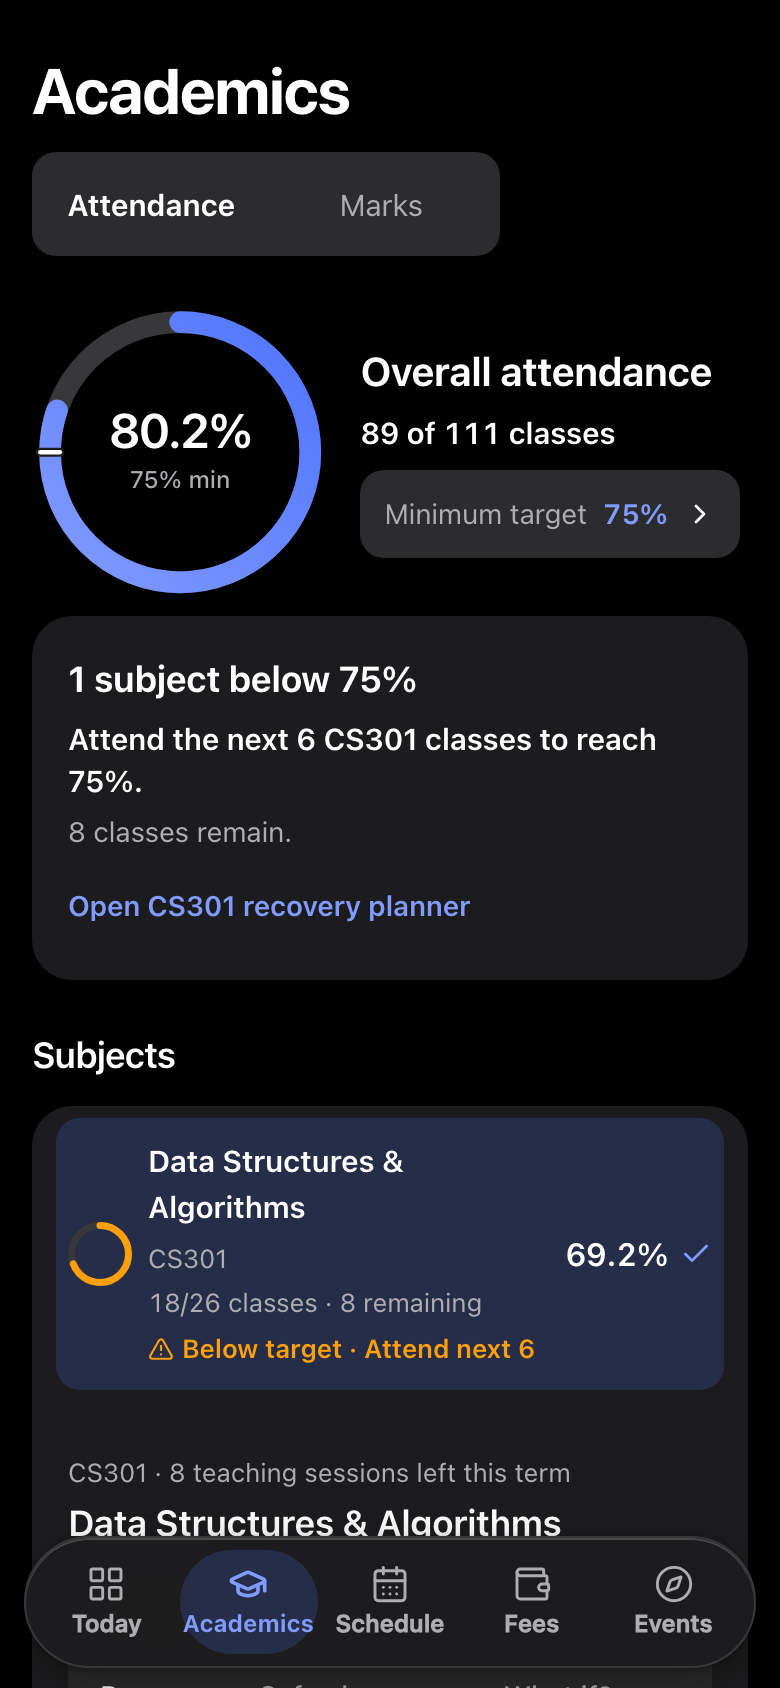 Academics
Attendance
Marks
80.2%
75% min
Overall attendance
89 of 111 classes
Minimum target 75%
1 subject below 75%
Attend the next 6 CS301 classes to reach
75%.
8 classes remain.
Open CS301 recovery planner
Subjects
Data Structures &
Algorithms
CS301
18/26 classes · 8 remaining
Below target · Attend next 6
69.2%
CS301 · 8 teaching sessions left this term
Data Structures & Algorithms
Today
Academics
Schedule
Fees
Events
What if?